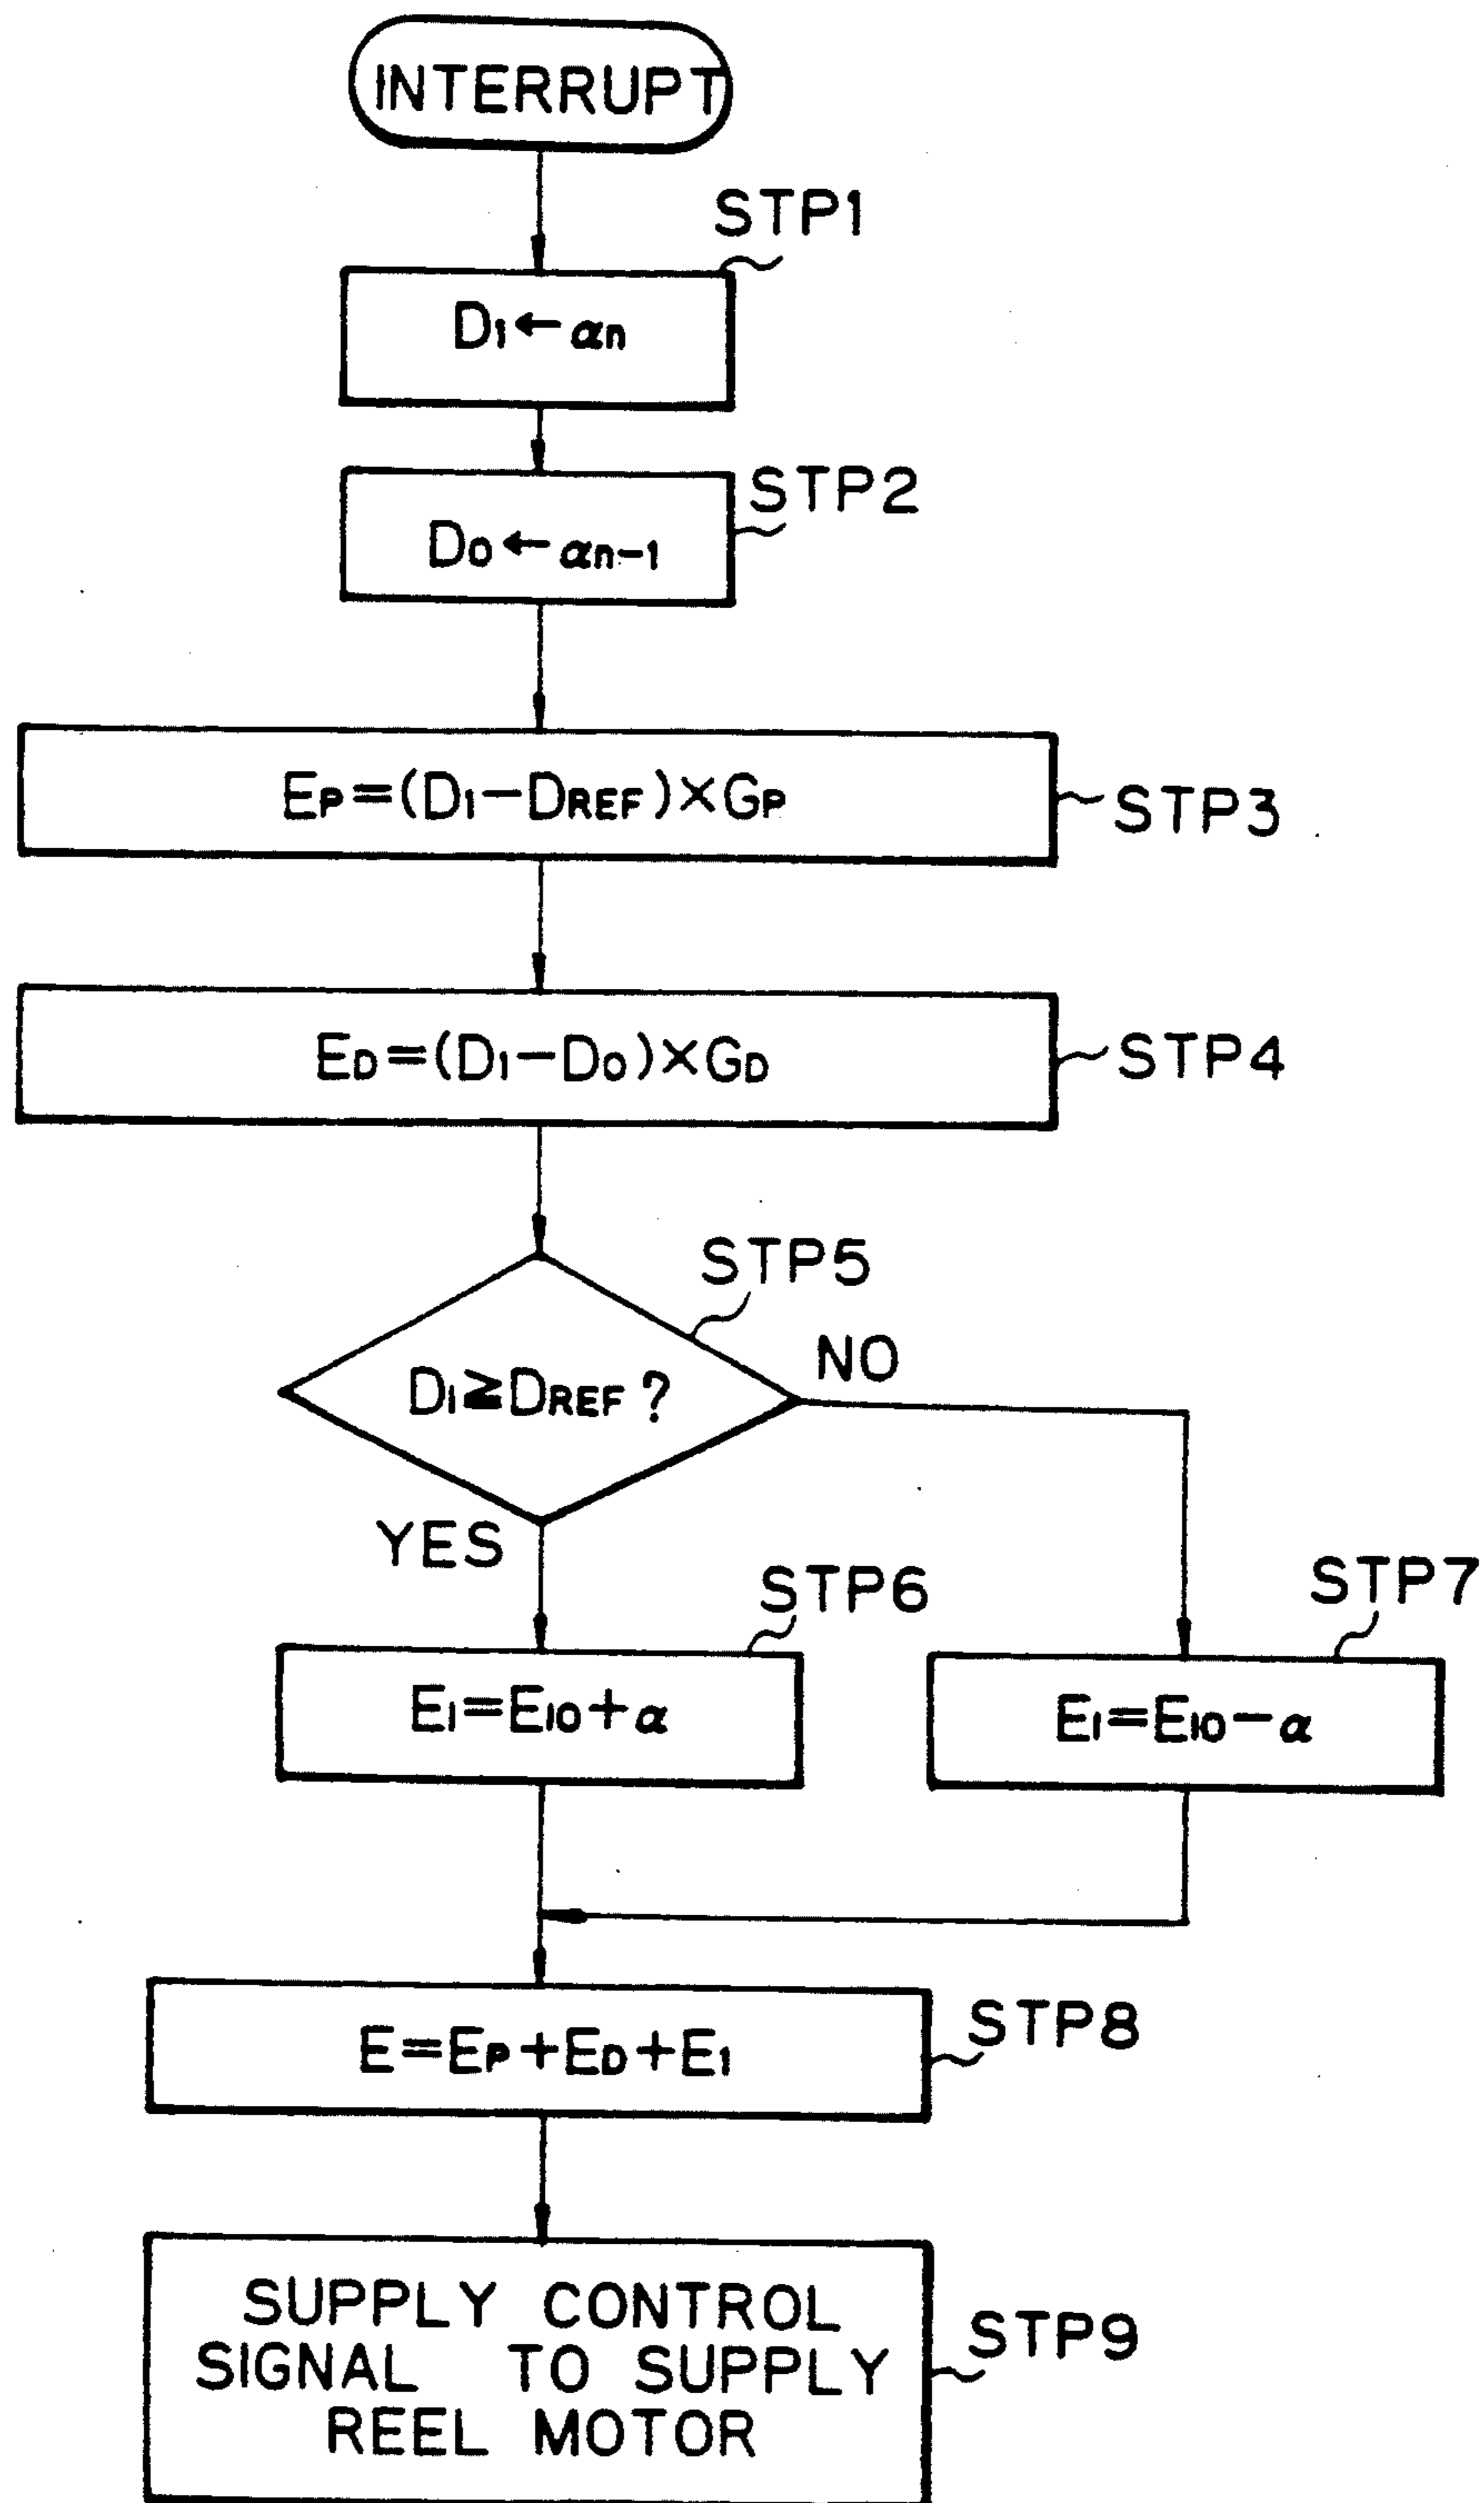 INTERRUPT
STP1
D1←αn
STP2
D0←αn-1
EP=(D1-DREF)×GP
STP3
ED=(D1-D0)×GD
STP4
STP5
D1≧DREF?
NO
YES
STP6
STP7
EI=EI0+α
EI=EI0-α
STP8
E=EP+ED+EI
SUPPLY CONTROL
SIGNAL TO SUPPLY
REEL MOTOR
STP9